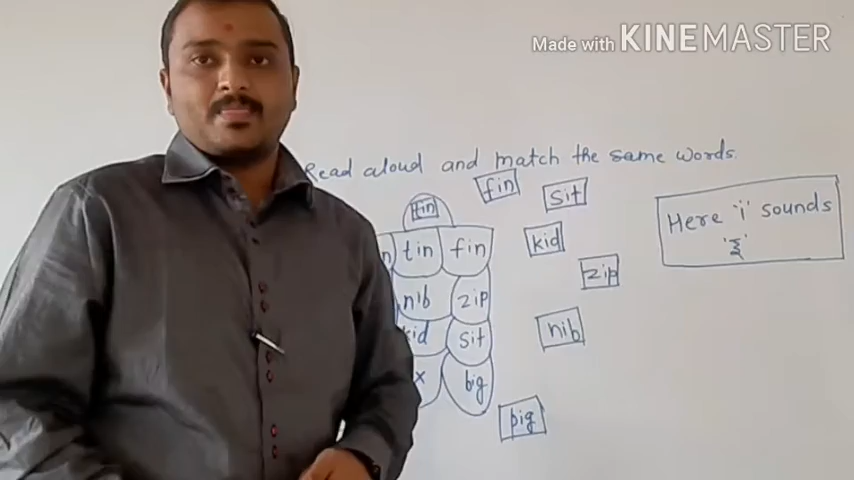 Made with KINEMASTER
Read aloud and match the same words.
fin
sit
tin
Here 'i' sounds
'इ'
kid
n tin fin
zip
nib zip
nib
kid sit
x big
big